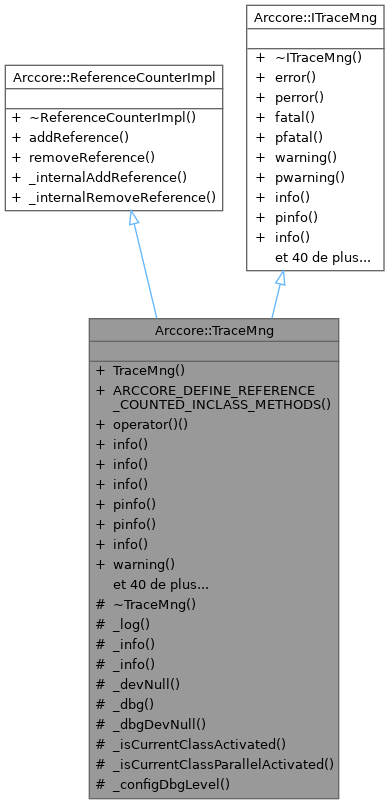 Arccore::ITraceMng
+ ~ITraceMng()
+ error()
+ perror()
+ fatal()
+ pfatal()
+ warning()
+ pwarning()
+ info()
+ pinfo()
+ info()
et 40 de plus...
Arccore::ReferenceCounterImpl
+ ~ReferenceCounterImpl()
+ addReference()
+ removeReference()
+ _internalAddReference()
+ _internalRemoveReference()
Arccore::TraceMng
+ TraceMng()
+ ARCCORE_DEFINE_REFERENCE
_COUNTED_INCLASS_METHODS()
+ operator()()
+ info()
+ info()
+ info()
+ pinfo()
+ pinfo()
+ info()
+ warning()
et 40 de plus...
# ~TraceMng()
# _log()
# _info()
# _info()
# _devNull()
# _dbg()
# _dbgDevNull()
# _isCurrentClassActivated()
# _isCurrentClassParallelActivated()
# _configDbgLevel()